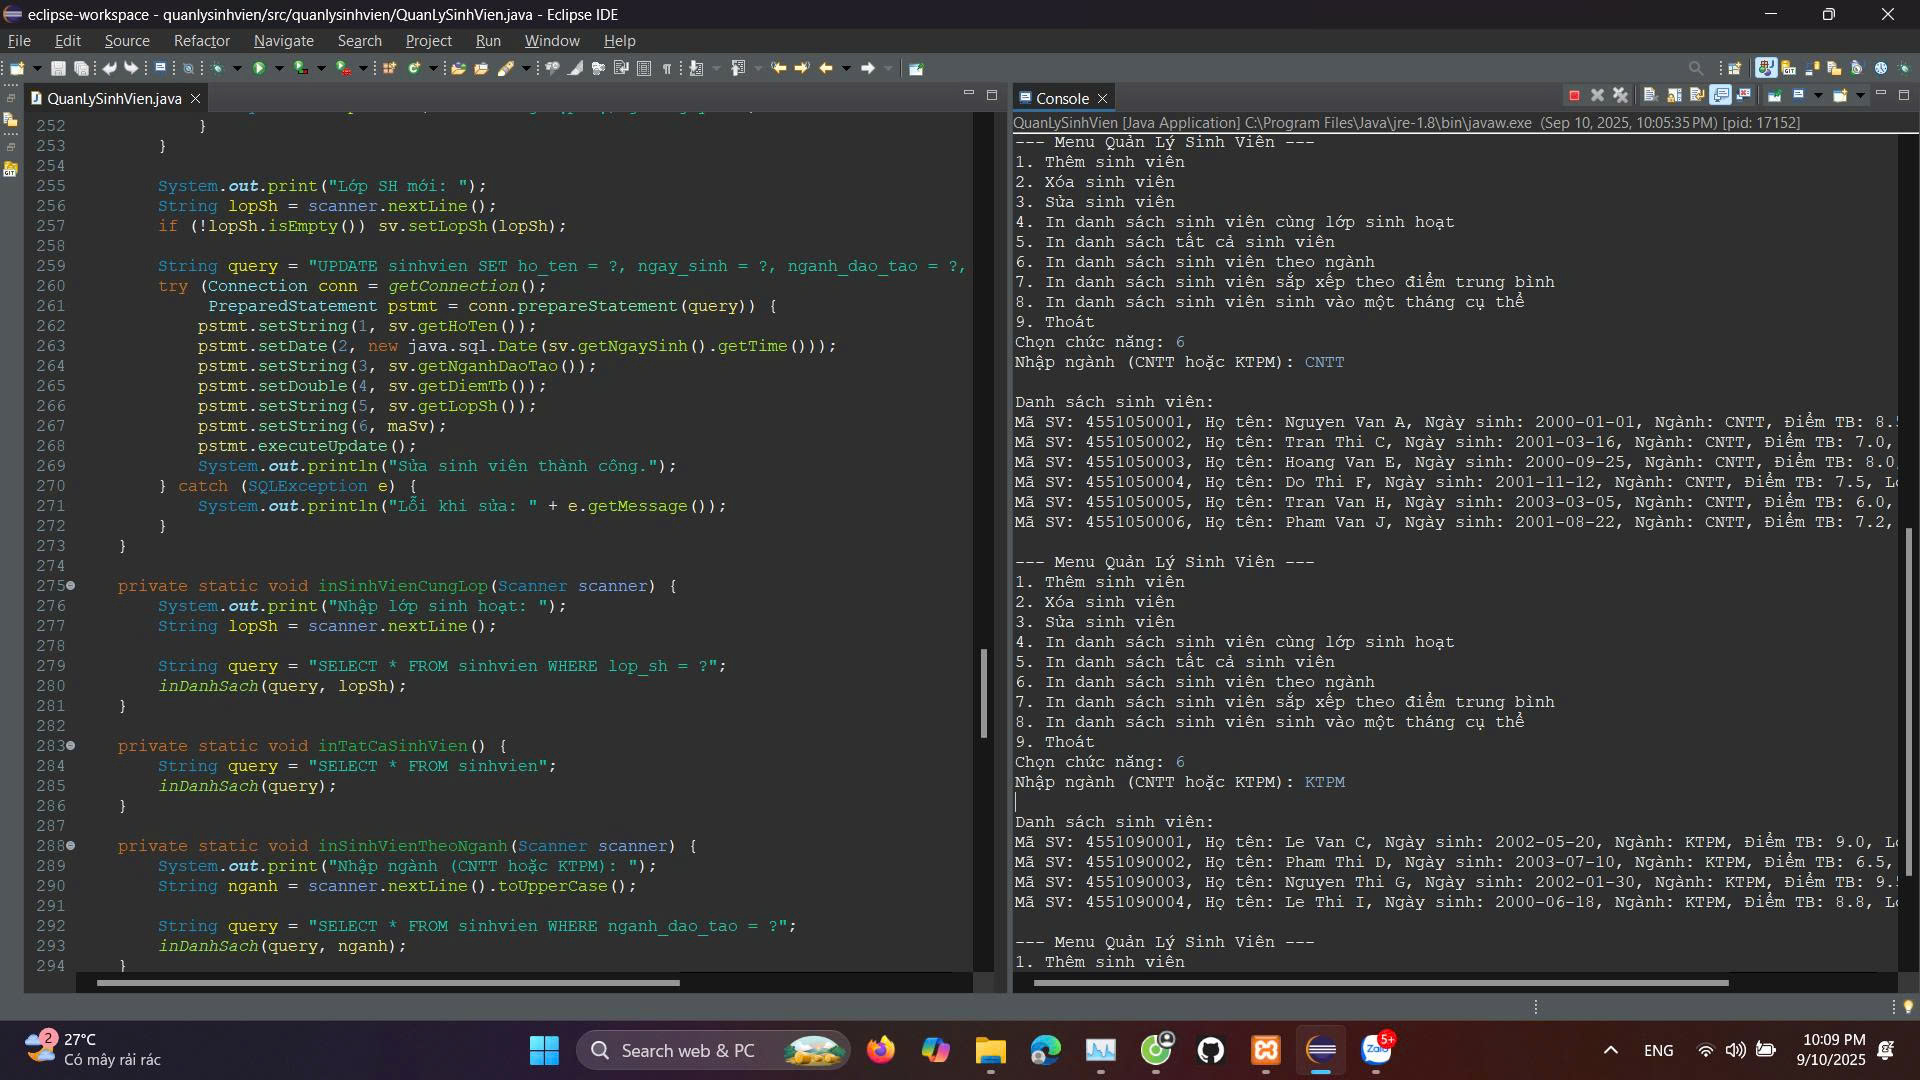 eclipse-workspace - quanlysinhvien/src/quanlysinhvien/QuanLySinhVien.java - Eclipse IDE
File Edit Source Refactor Navigate Search Project Run Window Help
QuanLySinhVien.java
252 }
253 }
254
255 System.out.print("Lớp SH mới: ");
256 String lopSh = scanner.nextLine();
257 if (!lopSh.isEmpty()) sv.setLopSh(lopSh);
258
259 String query = "UPDATE sinhvien SET ho_ten = ?, ngay_sinh = ?, nganh_dao_tao = ?,
260 try (Connection conn = getConnection();
261 PreparedStatement pstmt = conn.prepareStatement(query)) {
262 pstmt.setString(1, sv.getHoTen());
263 pstmt.setDate(2, new java.sql.Date(sv.getNgaySinh().getTime()));
264 pstmt.setString(3, sv.getNganhDaoTao());
265 pstmt.setDouble(4, sv.getDiemTb());
266 pstmt.setString(5, sv.getLopSh());
267 pstmt.setString(6, maSv);
268 pstmt.executeUpdate();
269 System.out.println("Sửa sinh viên thành công.");
270 } catch (SQLException e) {
271 System.out.println("Lỗi khi sửa: " + e.getMessage());
272 }
273 }
274
275 private static void inSinhVienCungLop(Scanner scanner) {
276 System.out.print("Nhập lớp sinh hoạt: ");
277 String lopSh = scanner.nextLine();
278
279 String query = "SELECT * FROM sinhvien WHERE lop_sh = ?";
280 inDanhSach(query, lopSh);
281 }
282
283 private static void inTatCaSinhVien() {
284 String query = "SELECT * FROM sinhvien";
285 inDanhSach(query);
286 }
287
288 private static void inSinhVienTheoNganh(Scanner scanner) {
289 System.out.print("Nhập ngành (CNTT hoặc KTPM): ");
290 String nganh = scanner.nextLine().toUpperCase();
291
292 String query = "SELECT * FROM sinhvien WHERE nganh_dao_tao = ?";
293 inDanhSach(query, nganh);
294 }
Console
QuanLySinhVien [Java Application] C:\Program Files\Java\jre-1.8\bin\javaw.exe (Sep 10, 2025, 10:05:35 PM) [pid: 17152]
--- Menu Quản Lý Sinh Viên ---
1. Thêm sinh viên
2. Xóa sinh viên
3. Sửa sinh viên
4. In danh sách sinh viên cùng lớp sinh hoạt
5. In danh sách tất cả sinh viên
6. In danh sách sinh viên theo ngành
7. In danh sách sinh viên sắp xếp theo điểm trung bình
8. In danh sách sinh viên sinh vào một tháng cụ thể
9. Thoát
Chọn chức năng: 6
Nhập ngành (CNTT hoặc KTPM): CNTT
Danh sách sinh viên:
Mã SV: 4551050001, Họ tên: Nguyen Van A, Ngày sinh: 2000-01-01, Ngành: CNTT, Điểm TB: 8.
Mã SV: 4551050002, Họ tên: Tran Thi C, Ngày sinh: 2001-03-16, Ngành: CNTT, Điểm TB: 7.0,
Mã SV: 4551050003, Họ tên: Hoang Van E, Ngày sinh: 2000-09-25, Ngành: CNTT, Điểm TB: 8.0
Mã SV: 4551050004, Họ tên: Do Thi F, Ngày sinh: 2001-11-12, Ngành: CNTT, Điểm TB: 7.5,
Mã SV: 4551050005, Họ tên: Tran Van H, Ngày sinh: 2003-03-05, Ngành: CNTT, Điểm TB: 6.0,
Mã SV: 4551050006, Họ tên: Pham Van J, Ngày sinh: 2001-08-22, Ngành: CNTT, Điểm TB: 7.2,
--- Menu Quản Lý Sinh Viên ---
1. Thêm sinh viên
2. Xóa sinh viên
3. Sửa sinh viên
4. In danh sách sinh viên cùng lớp sinh hoạt
5. In danh sách tất cả sinh viên
6. In danh sách sinh viên theo ngành
7. In danh sách sinh viên sắp xếp theo điểm trung bình
8. In danh sách sinh viên sinh vào một tháng cụ thể
9. Thoát
Chọn chức năng: 6
Nhập ngành (CNTT hoặc KTPM): KTPM
Danh sách sinh viên:
Mã SV: 4551090001, Họ tên: Le Van C, Ngày sinh: 2002-05-20, Ngành: KTPM, Điểm TB: 9.0,
Mã SV: 4551090002, Họ tên: Pham Thi D, Ngày sinh: 2003-07-10, Ngành: KTPM, Điểm TB: 6.5,
Mã SV: 4551090003, Họ tên: Nguyen Thi G, Ngày sinh: 2002-01-30, Ngành: KTPM, Điểm TB: 9.
Mã SV: 4551090004, Họ tên: Le Thi I, Ngày sinh: 2000-06-18, Ngành: KTPM, Điểm TB: 8.8,
--- Menu Quản Lý Sinh Viên ---
1. Thêm sinh viên
2
27°C
Có mây rải rác
Search web & PC
Zalo
5+
ENG
10:09 PM
9/10/2025